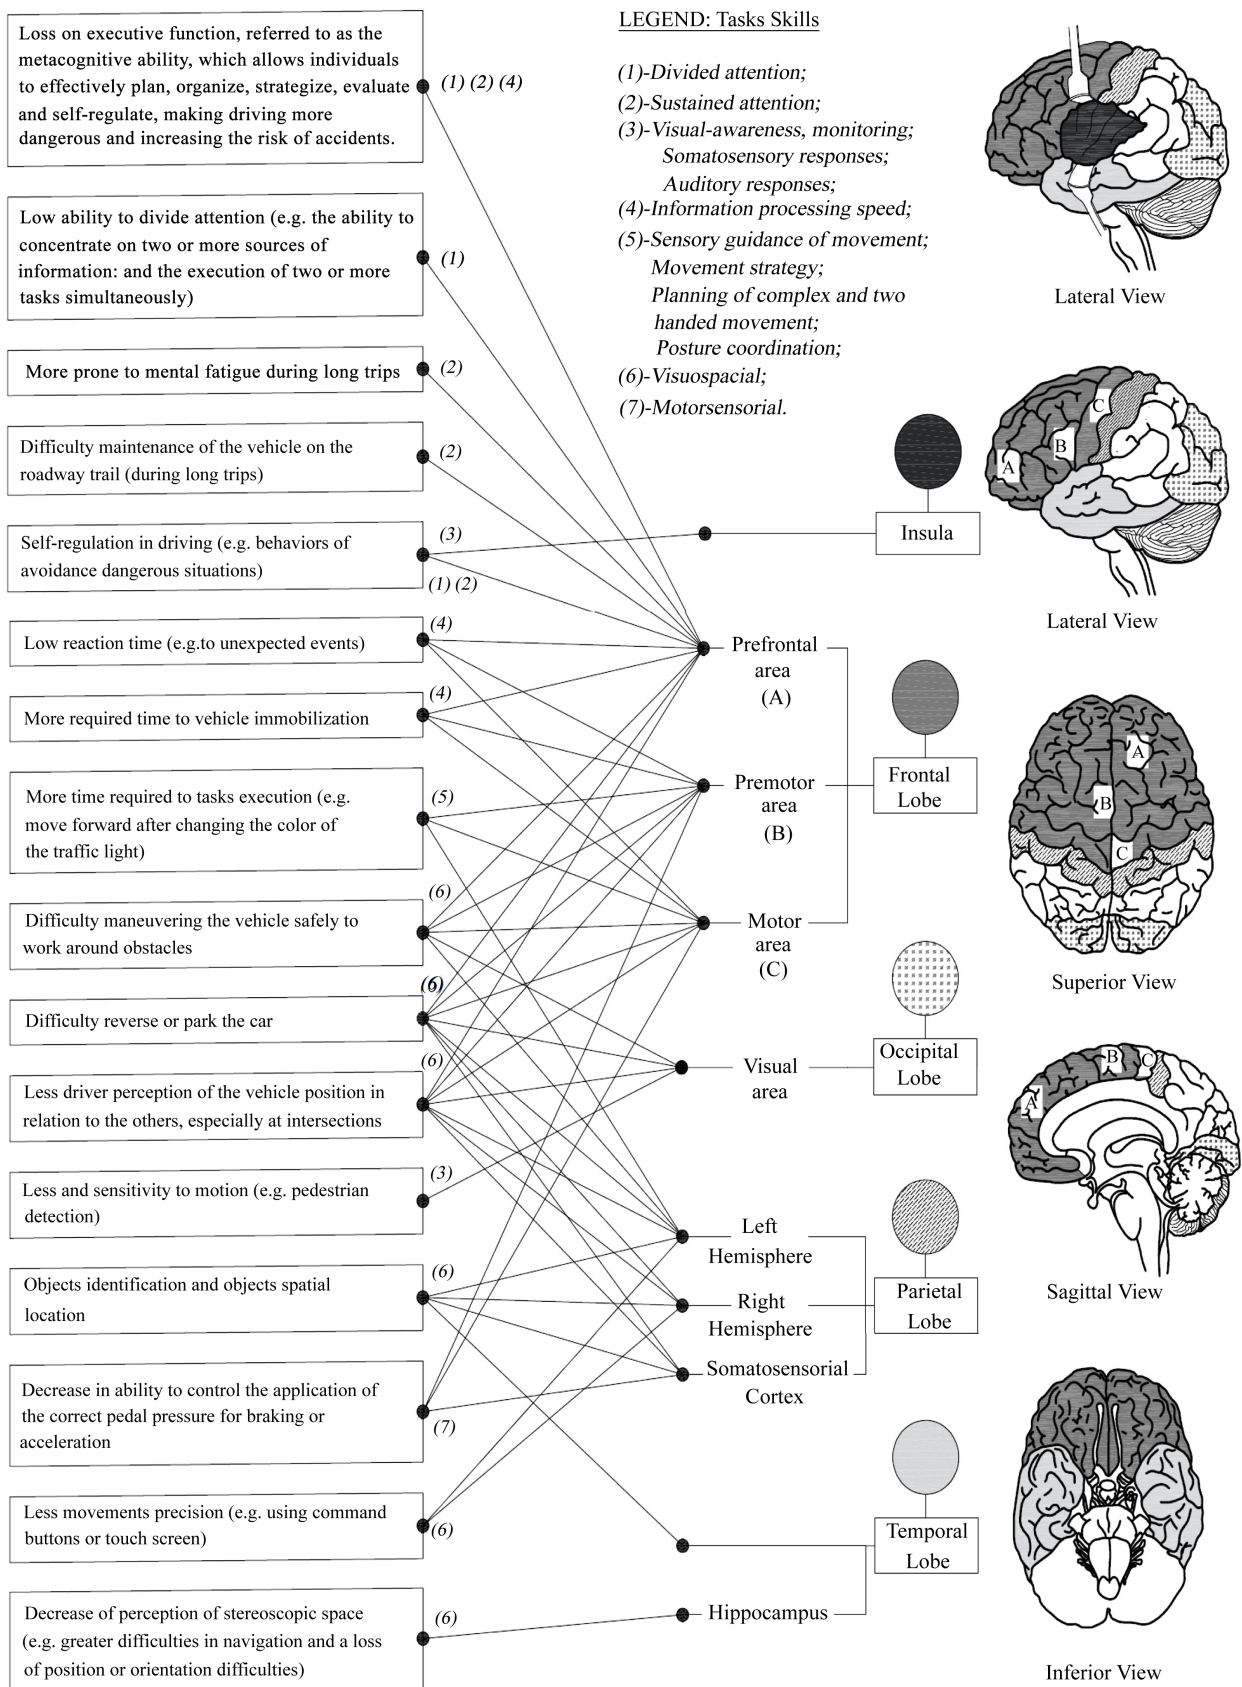 Loss on executive function, referred to as the
metacognitive ability, which allows individuals
to effectively plan, organize, strategize, evaluate
and self-regulate, making driving more
dangerous and increasing the risk of accidents.
(1) (2) (4)
Low ability to divide attention (e.g. the ability to
concentrate on two or more sources of
information: and the execution of two or more
tasks simultaneously)
(1)
More prone to mental fatigue during long trips
(2)
Difficulty maintenance of the vehicle on the
roadway trail (during long trips)
(2)
Self-regulation in driving (e.g. behaviors of
avoidance dangerous situations)
(3)
(1) (2)
Low reaction time (e.g.to unexpected events)
(4)
More required time to vehicle immobilization
(4)
More time required to tasks execution (e.g.
move forward after changing the color of
the traffic light)
(5)
Difficulty maneuvering the vehicle safely to
work around obstacles
(6)
Difficulty reverse or park the car
(6)
Less driver perception of the vehicle position in
relation to the others, especially at intersections
(6)
Less and sensitivity to motion (e.g. pedestrian
detection)
(3)
Objects identification and objects spatial
location
(6)
Decrease in ability to control the application of
the correct pedal pressure for braking or
acceleration
(7)
Less movements precision (e.g. using command
buttons or touch screen)
(6)
Decrease of perception of stereoscopic space
(e.g. greater difficulties in navigation and a loss
of position or orientation difficulties)
(6)
LEGEND: Tasks Skills
(1)-Divided attention;
(2)-Sustained attention;
(3)-Visual-awareness, monitoring;
Somatosensory responses;
Auditory responses;
(4)-Information processing speed;
(5)-Sensory guidance of movement;
Movement strategy;
Planning of complex and two
handed movement;
Posture coordination;
(6)-Visuospacial;
(7)-Motorsensorial.
Insula
Prefrontal
area
(A)
Premotor
area
(B)
Motor
area
(C)
Frontal
Lobe
Visual
area
Occipital
Lobe
Left
Hemisphere
Right
Hemisphere
Somatosensorial
Cortex
Parietal
Lobe
Temporal
Lobe
Hippocampus
Lateral View
C
B
A
Lateral View
A
B
C
Superior View
B
C
A
Sagittal View
Inferior View